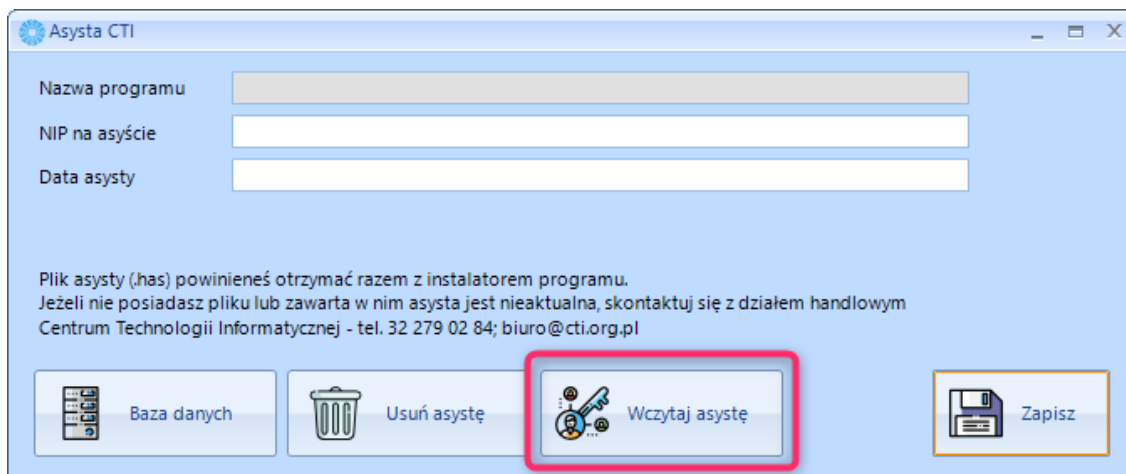 Asysta CTI
Nazwa programu
NIP na asyście
Data asysty
Plik asysty (.has) powinieneś otrzymać razem z instalatorem programu.
Jeżeli nie posiadasz pliku lub zawarta w nim asysta jest nieaktualna, skontaktuj się z działem handlowym
Centrum Technologii Informatycznej - tel. 32 279 02 84; biuro@cti.org.pl
Baza danych
Usuń asystę
Wczytaj asystę
Zapisz